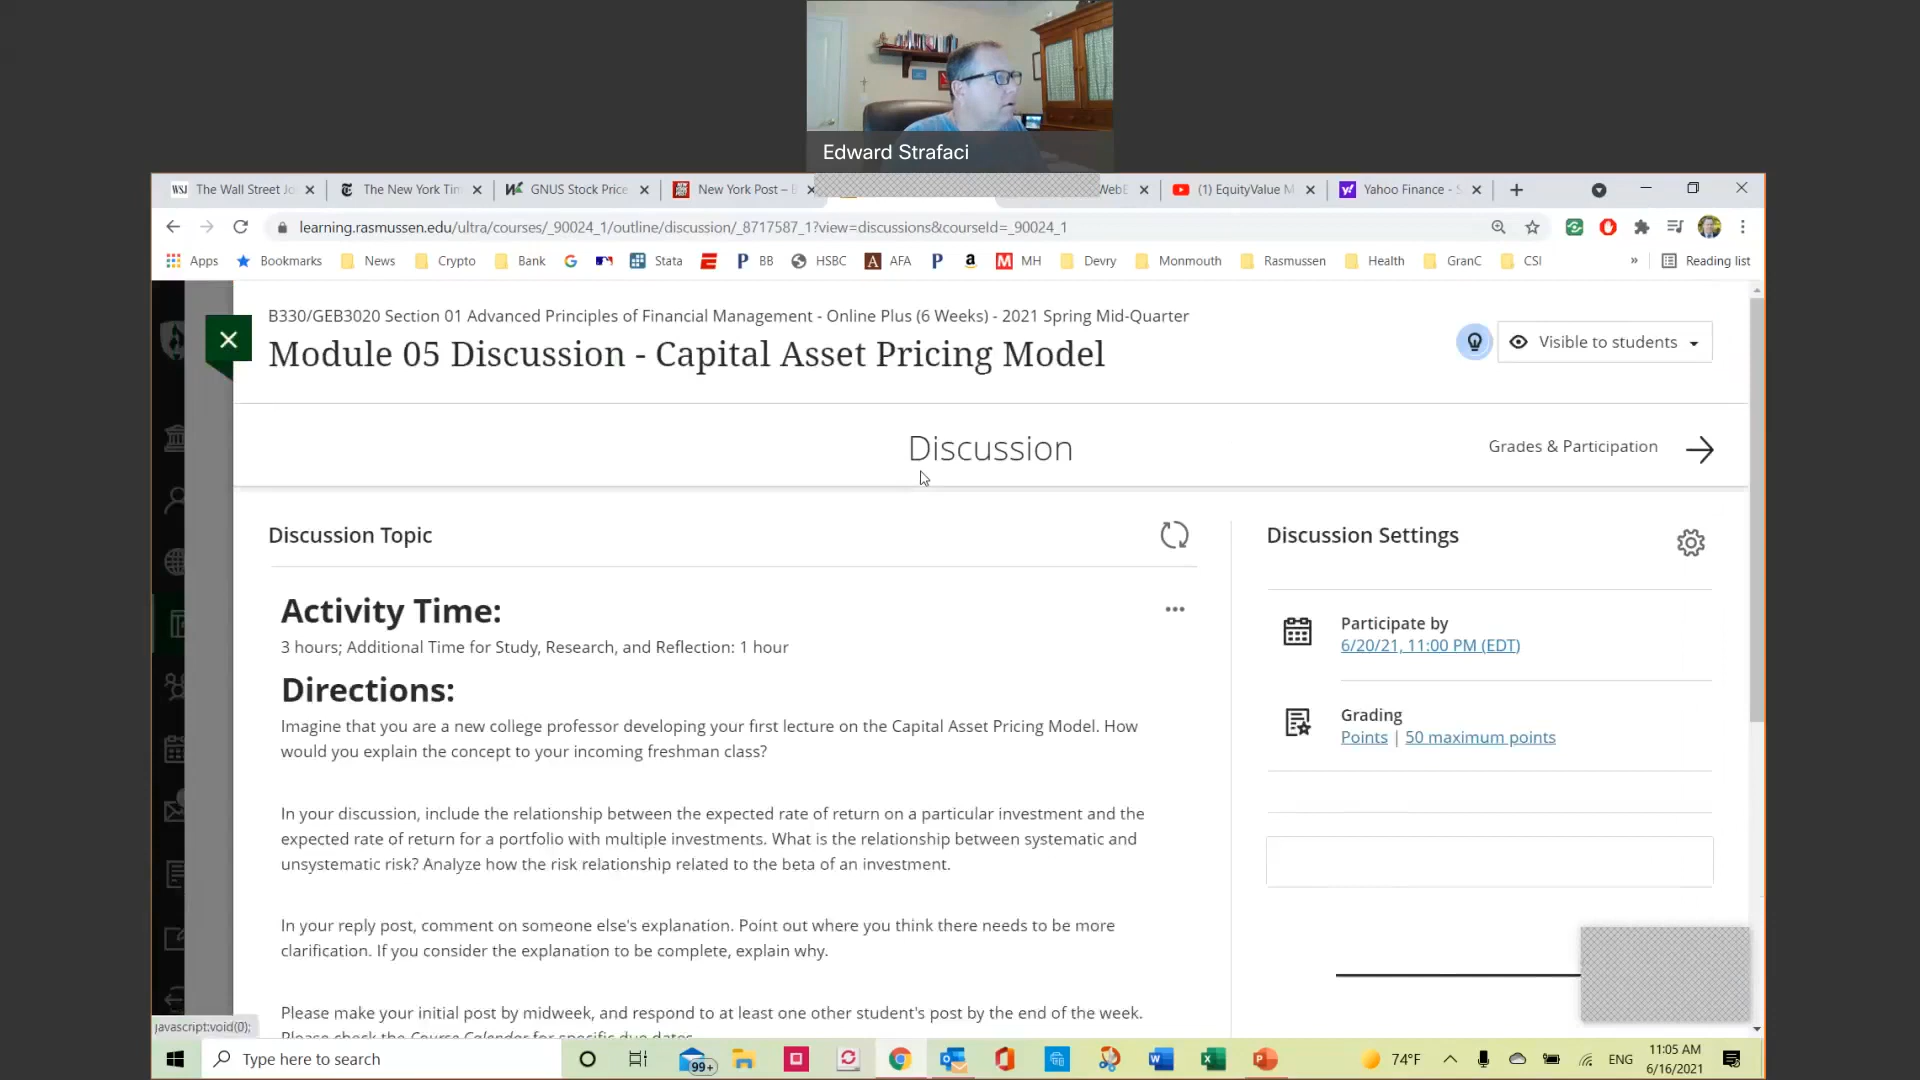 Edward Strafaci
WSJ The Wall Street Jo
The New York Tim
GNUS Stock Price
New York Post –
WebE
(1) EquityValue M
Yahoo Finance -
learning.rasmussen.edu/ultra/courses/_90024_1/outline/discussion/_8717587_1?view=discussions&courseId=_90024_1
Apps
Bookmarks
News
Crypto
Bank
Stata
BB
HSBC
AFA
MH
Devry
Monmouth
Rasmussen
Health
GranC
CSI
»
Reading list
B330/GEB3020 Section 01 Advanced Principles of Financial Management - Online Plus (6 Weeks) - 2021 Spring Mid-Quarter
Module 05 Discussion - Capital Asset Pricing Model
Visible to students
Discussion
Grades & Participation
Discussion Topic
Discussion Settings
Activity Time:
3 hours; Additional Time for Study, Research, and Reflection: 1 hour
Directions:
Imagine that you are a new college professor developing your first lecture on the Capital Asset Pricing Model. How
would you explain the concept to your incoming freshman class?
In your discussion, include the relationship between the expected rate of return on a particular investment and the
expected rate of return for a portfolio with multiple investments. What is the relationship between systematic and
unsystematic risk? Analyze how the risk relationship related to the beta of an investment.
In your reply post, comment on someone else's explanation. Point out where you think there needs to be more
clarification. If you consider the explanation to be complete, explain why.
Please make your initial post by midweek, and respond to at least one other student's post by the end of the week.
Please check the Course Calendar for specific due dates.
Participate by
6/20/21, 11:00 PM (EDT)
Grading
Points | 50 maximum points
javascript:void(0);
Type here to search
99+
74°F
ENG
11:05 AM
6/16/2021